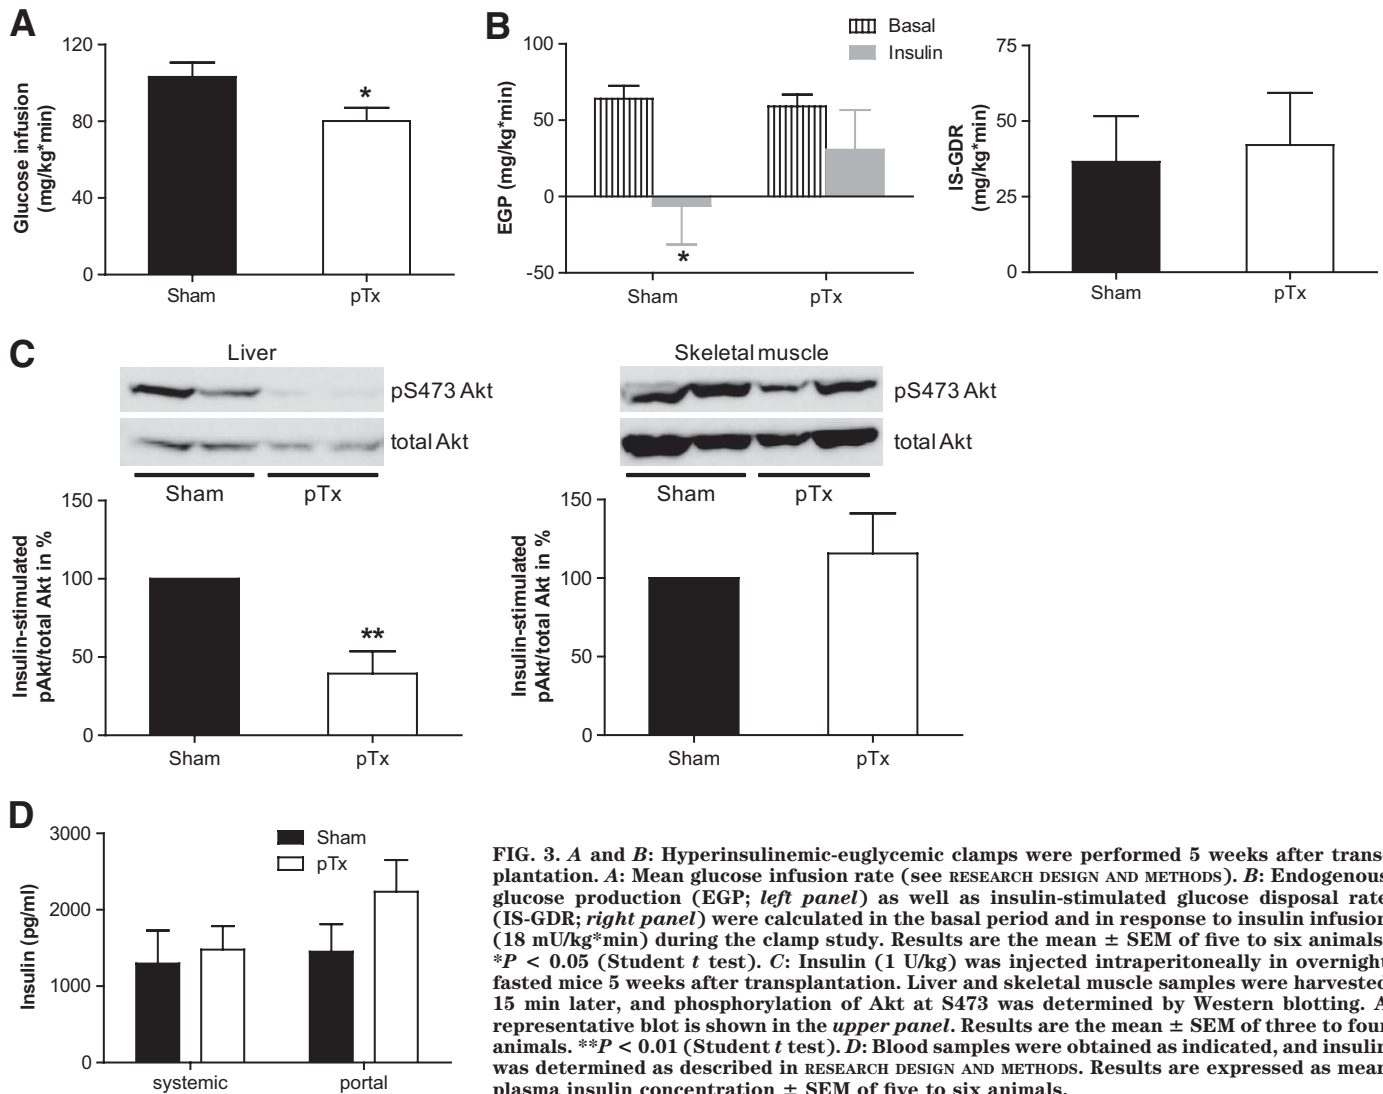 A
120
80
40
0
Glucose infusion
(mg/kg*min)
*
Sham
pTx
B
Basal
Insulin
100
50
0
-50
EGP (mg/kg*min)
*
Sham
pTx
75
50
25
0
IS-GDR
(mg/kg*min)
Sham
pTx
C
Liver
pS473 Akt
total Akt
Sham
pTx
150
100
50
0
Insulin-stimulated
pAkt/total Akt in %
**
Sham
pTx
Skeletal muscle
pS473 Akt
total Akt
Sham
pTx
150
100
50
0
Insulin-stimulated
pAkt/total Akt in %
Sham
pTx
D
3000
2000
1000
0
Insulin (pg/ml)
Sham
pTx
systemic
portal
FIG. 3. A and B: Hyperinsulinemic-euglycemic clamps were performed 5 weeks after trans-
plantation. A: Mean glucose infusion rate (see RESEARCH DESIGN AND METHODS). B: Endogenous
glucose production (EGP; left panel) as well as insulin-stimulated glucose disposal rate
(IS-GDR; right panel) were calculated in the basal period and in response to insulin infusion
(18 mU/kg*min) during the clamp study. Results are the mean ± SEM of five to six animals
*P < 0.05 (Student t test). C: Insulin (1 U/kg) was injected intraperitoneally in overnight
fasted mice 5 weeks after transplantation. Liver and skeletal muscle samples were harvested
15 min later, and phosphorylation of Akt at S473 was determined by Western blotting. A
representative blot is shown in the upper panel. Results are the mean ± SEM of three to four
animals. **P < 0.01 (Student t test). D: Blood samples were obtained as indicated, and insulin
was determined as described in RESEARCH DESIGN AND METHODS. Results are expressed as mean
plasma insulin concentration ± SEM of five to six animals.